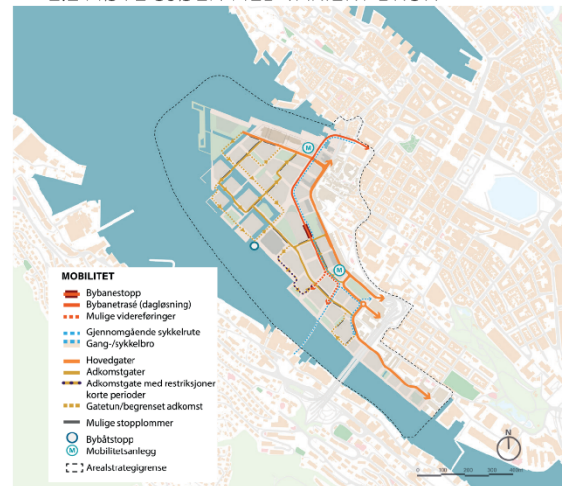 M
M
MOBILITET
Bybanestopp
Bybanetrasé (dagløsning)
Mulige videreføringer
Gjennomgående sykkelrute
Gang-/sykkelbro
Hovedgater
Adkomstgater
Adkomstgate med restriksjoner
korte perioder
Gatetun/begrenset adkomst
Mulige stopplommer
Bybåtstopp
M Mobilitetsanlegg
Arealstrategigrense
N
0 100 200 300